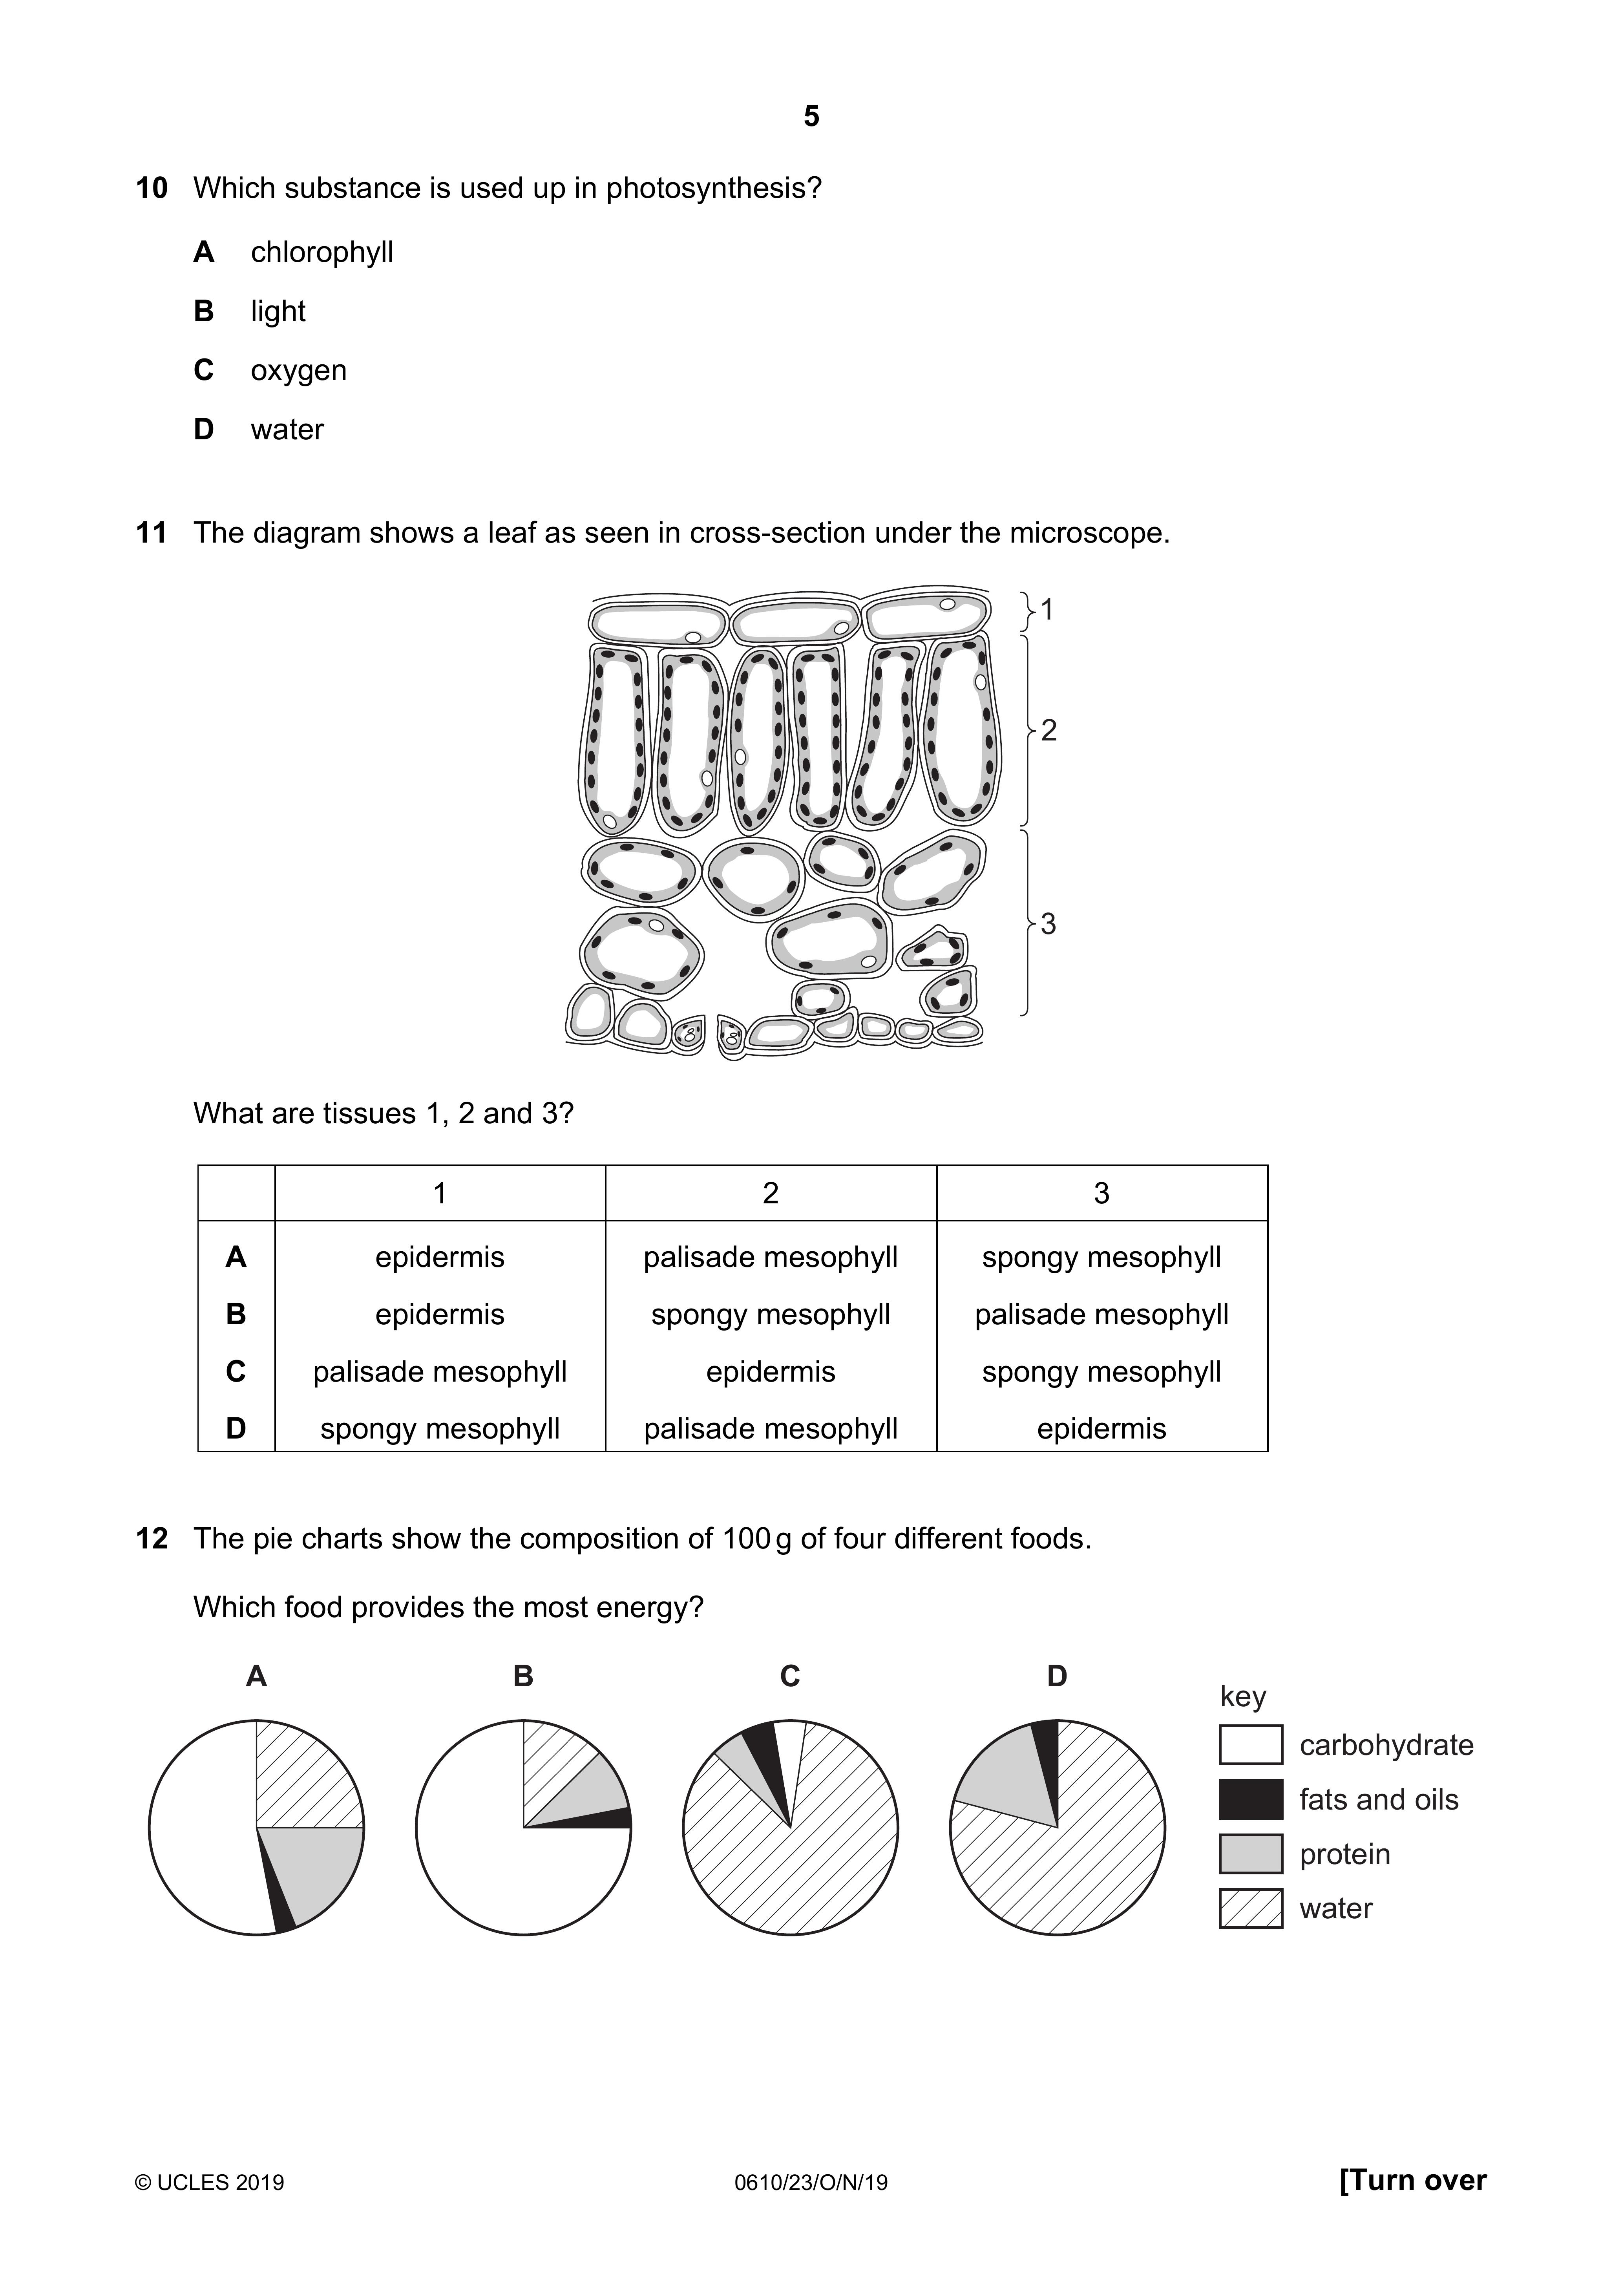 5
10 Which substance is used up in photosynthesis?
A chlorophyll
B light
C oxygen
D water
11 The diagram shows a leaf as seen in cross-section under the microscope.
1
2
3
What are tissues 1, 2 and 3?
1 2 3
A epidermis palisade mesophyll spongy mesophyll
B epidermis spongy mesophyll palisade mesophyll
C palisade mesophyll epidermis spongy mesophyll
D spongy mesophyll palisade mesophyll epidermis
12 The pie charts show the composition of 100 g of four different foods.
Which food provides the most energy?
A B C D
key
carbohydrate
fats and oils
protein
water
© UCLES 2019 0610/23/O/N/19 [Turn over